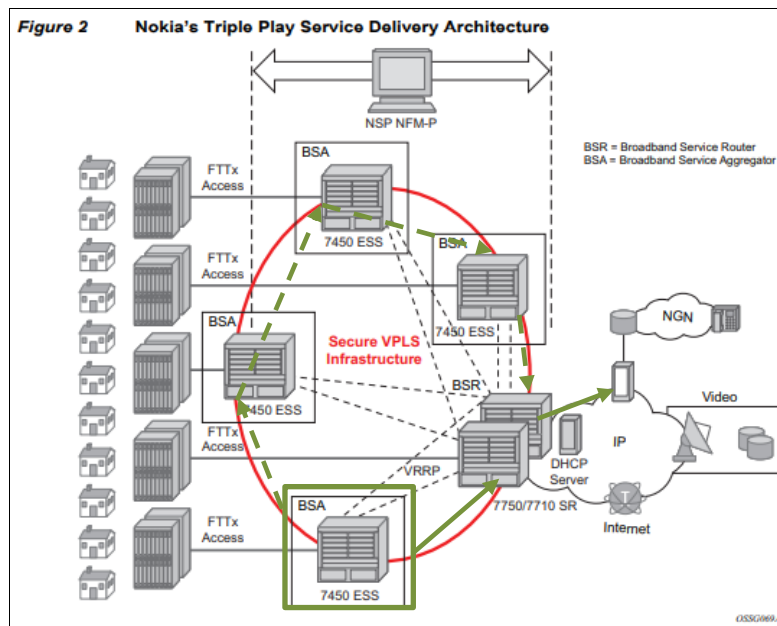 Figure 2 Nokia's Triple Play Service Delivery Architecture
NSP NFM-P
BSR = Broadband Service Router
BSA = Broadband Service Aggregator
BSA
FTTx
Access
7450 ESS
BSA
FTTx
Access
7450 ESS
NGN
BSA
Secure VPLS
Infrastructure
7450 ESS
BSR
Video
IP
DHCP
Server
FTTx
Access
VRRP
7750/7710 SR
T
Internet
BSA
FTTx
Access
7450 ESS